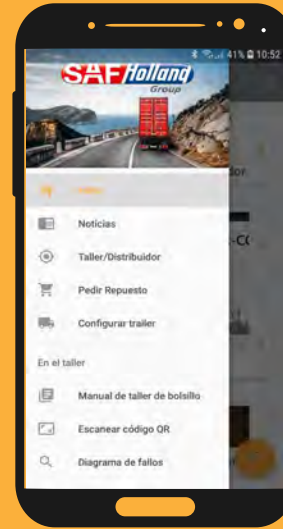 41% 10:52
SAF Holland
Group
Noticias
Taller/Distribuidor
Pedir Repuesto
Configurar trailer
En el taller
Manual de taller de bolsillo
Escanear código QR
Diagrama de fallos
dor